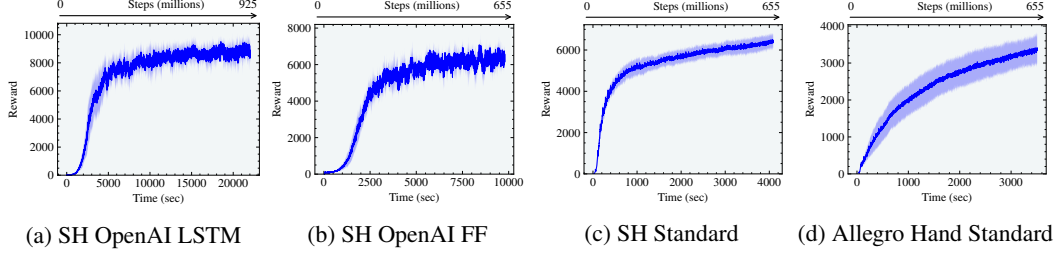 0 Steps (millions) 925
10000
8000
6000
4000
2000
0
Reward
0 5000 10000 15000 20000
Time (sec)
(a) SH OpenAI LSTM
0 Steps (millions) 655
8000
6000
4000
2000
0
Reward
0 2500 5000 7500 10000
Time (sec)
(b) SH OpenAI FF
0 Steps (millions) 655
6000
4000
2000
0
Reward
0 1000 2000 3000 4000
Time (sec)
(c) SH Standard
0 Steps (millions) 655
4000
3000
2000
1000
0
Reward
0 1000 2000 3000
Time (sec)
(d) Allegro Hand Standard